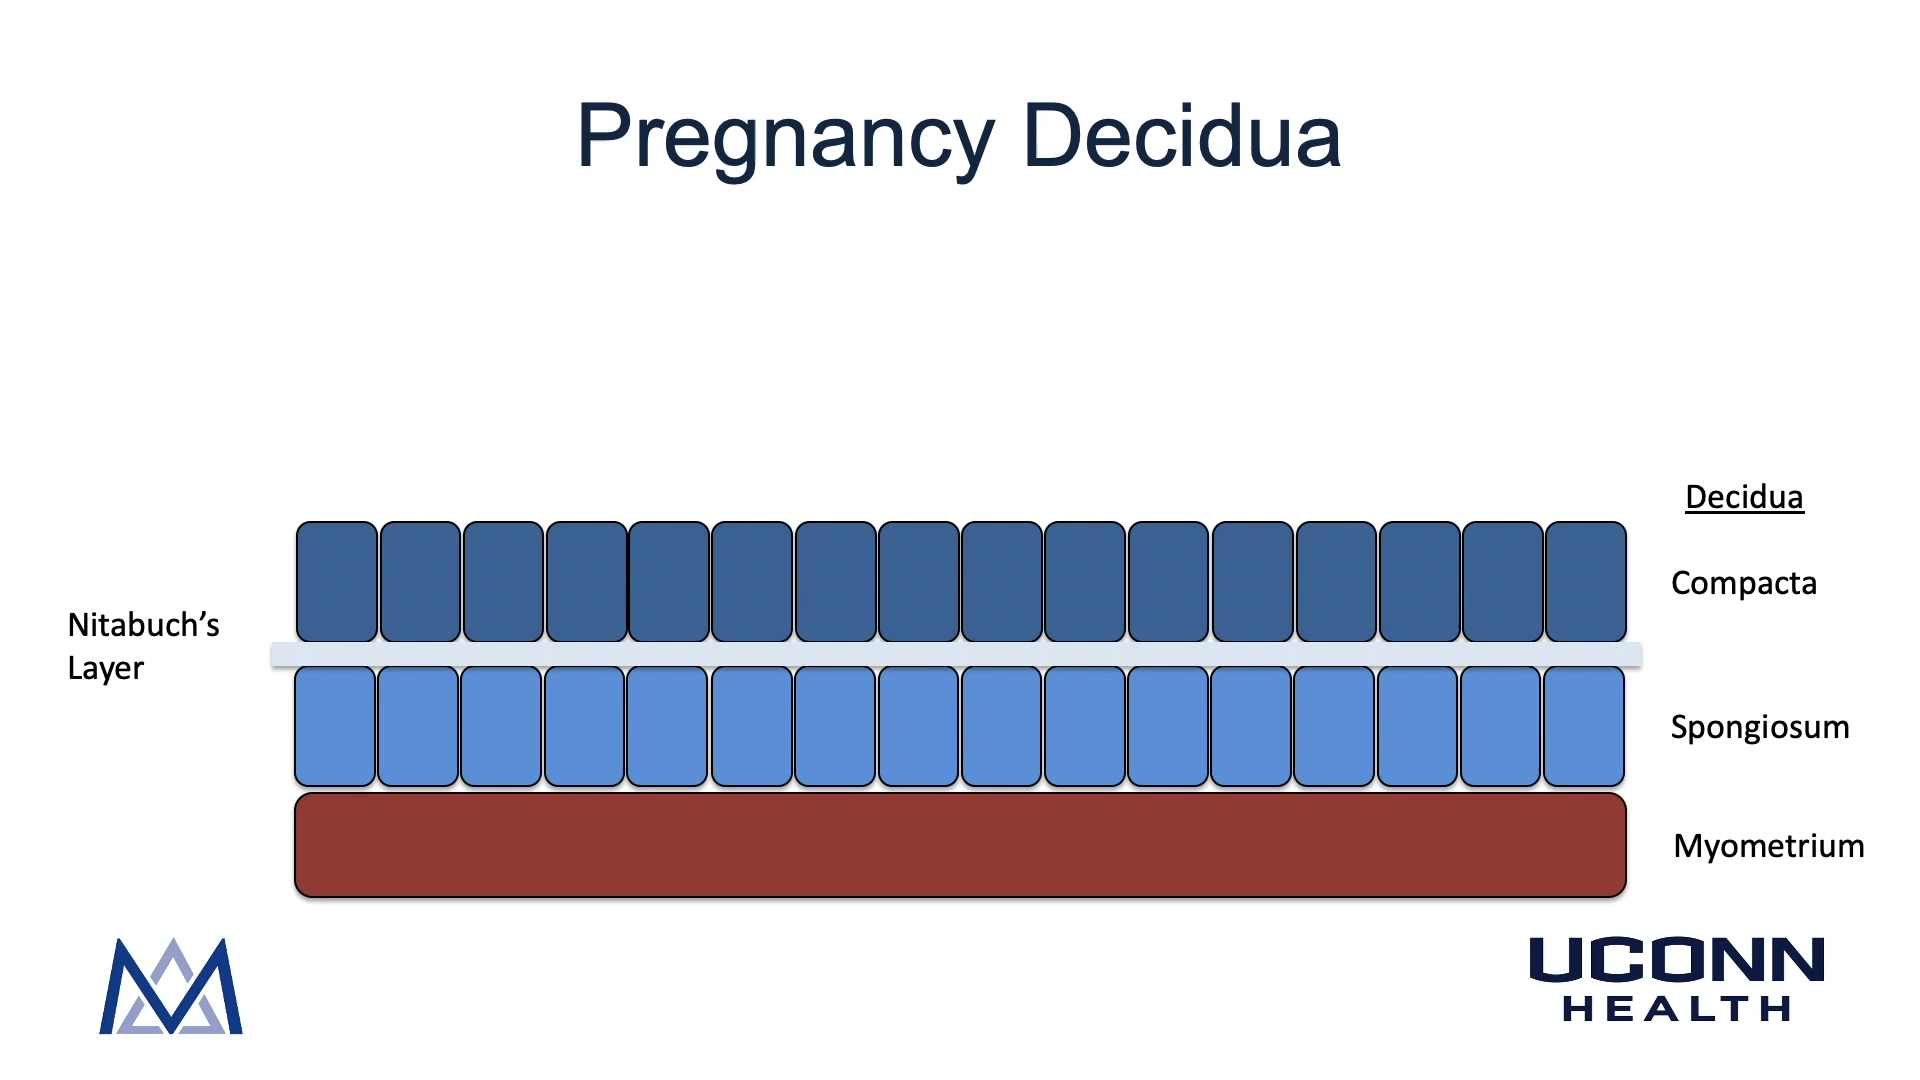 Pregnancy Decidua
Decidua
Compacta
Nitabuch’s
Layer
Spongiosum
Myometrium
UCONN
HEALTH